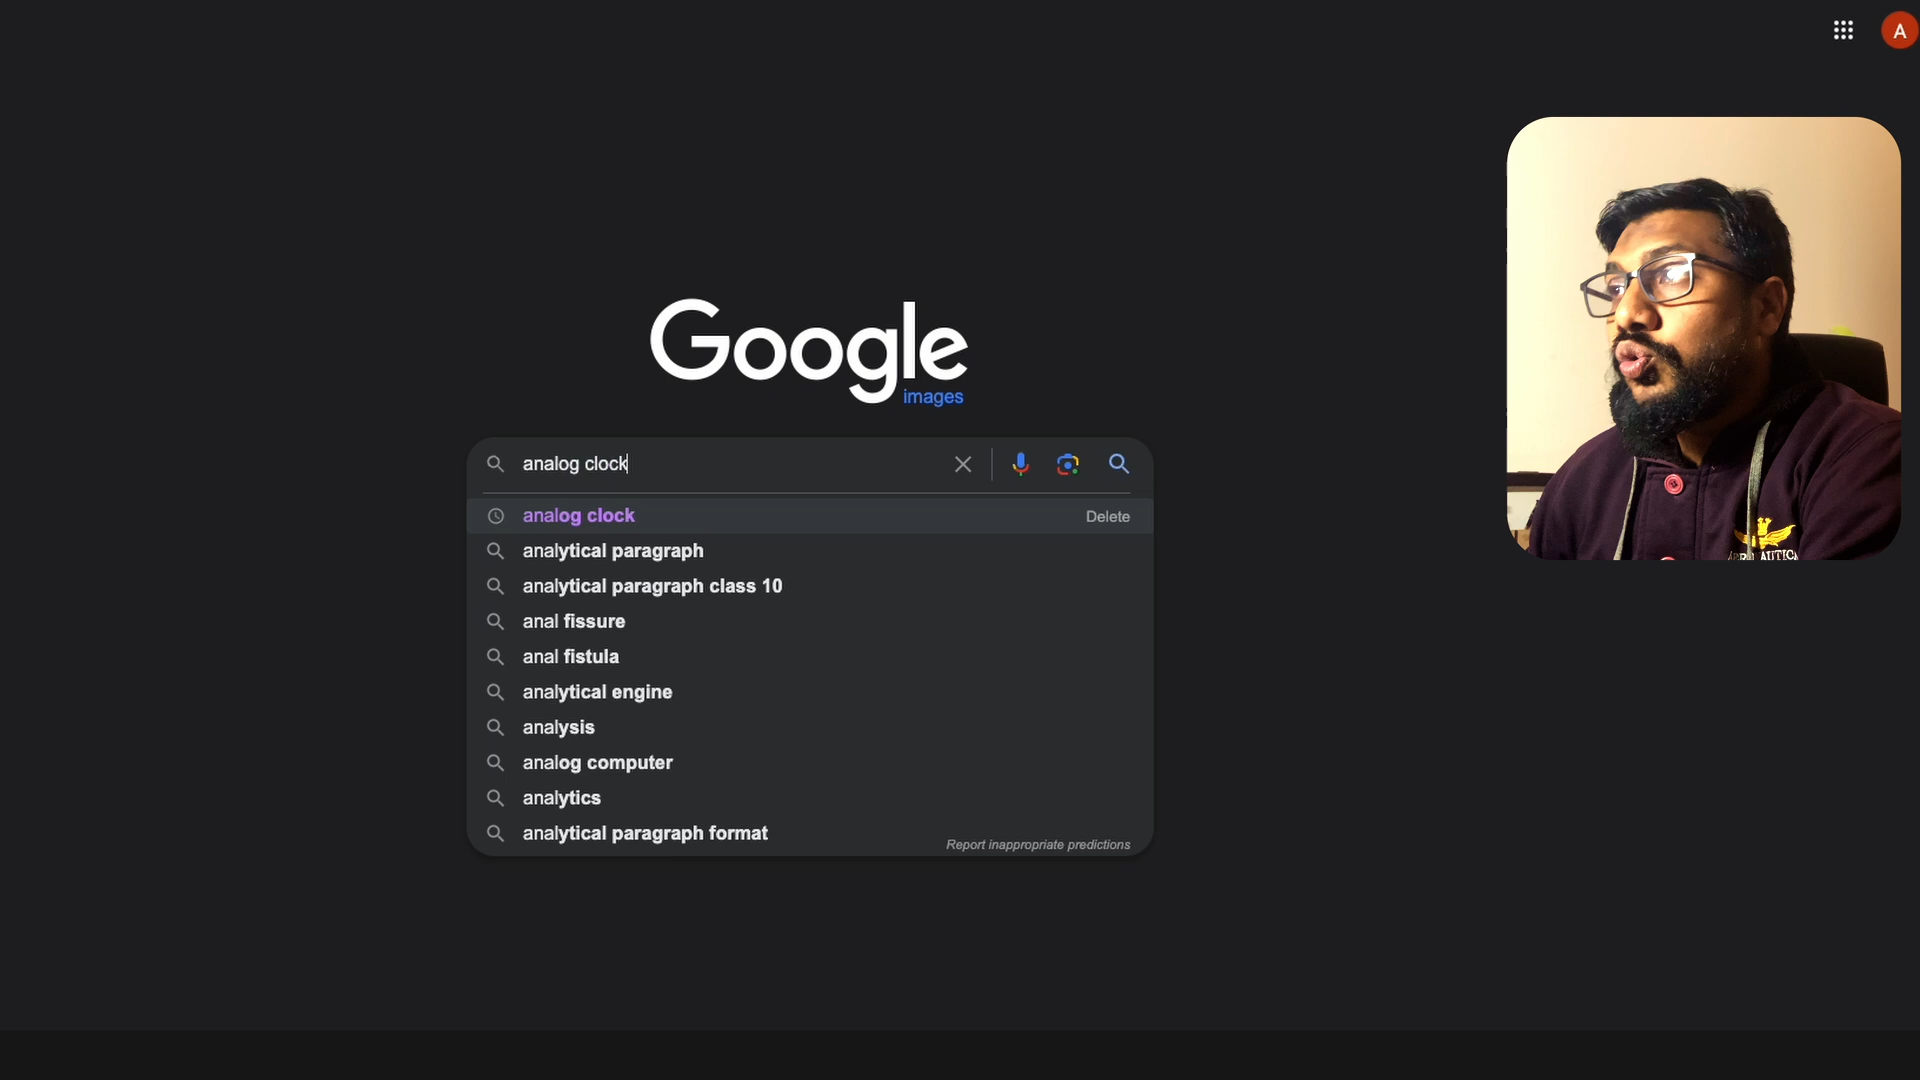 A
Google
images
analog clock
analog clock Delete
analytical paragraph
analytical paragraph class 10
anal fissure
anal fistula
analytical engine
analysis
analog computer
analytics
analytical paragraph format
Report inappropriate predictions